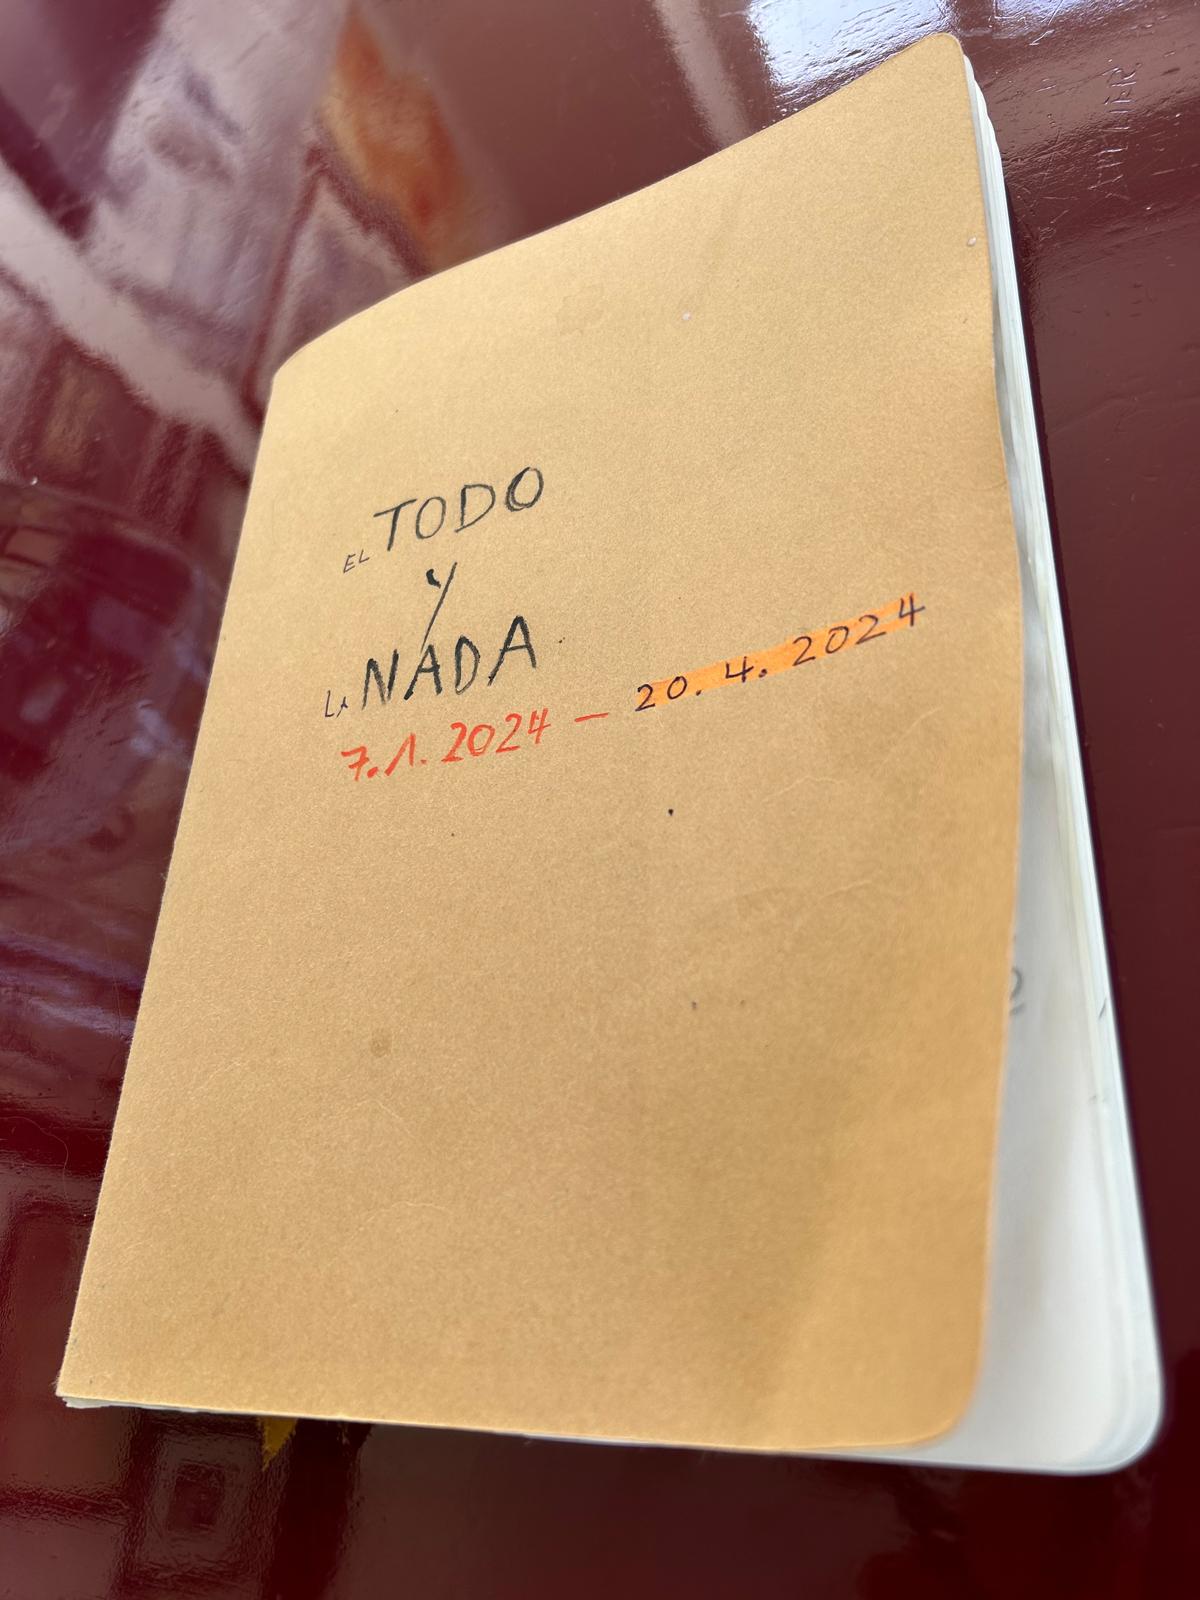 EL TODO
Y
LA NADA
7.1.2024 — 20.4.2024